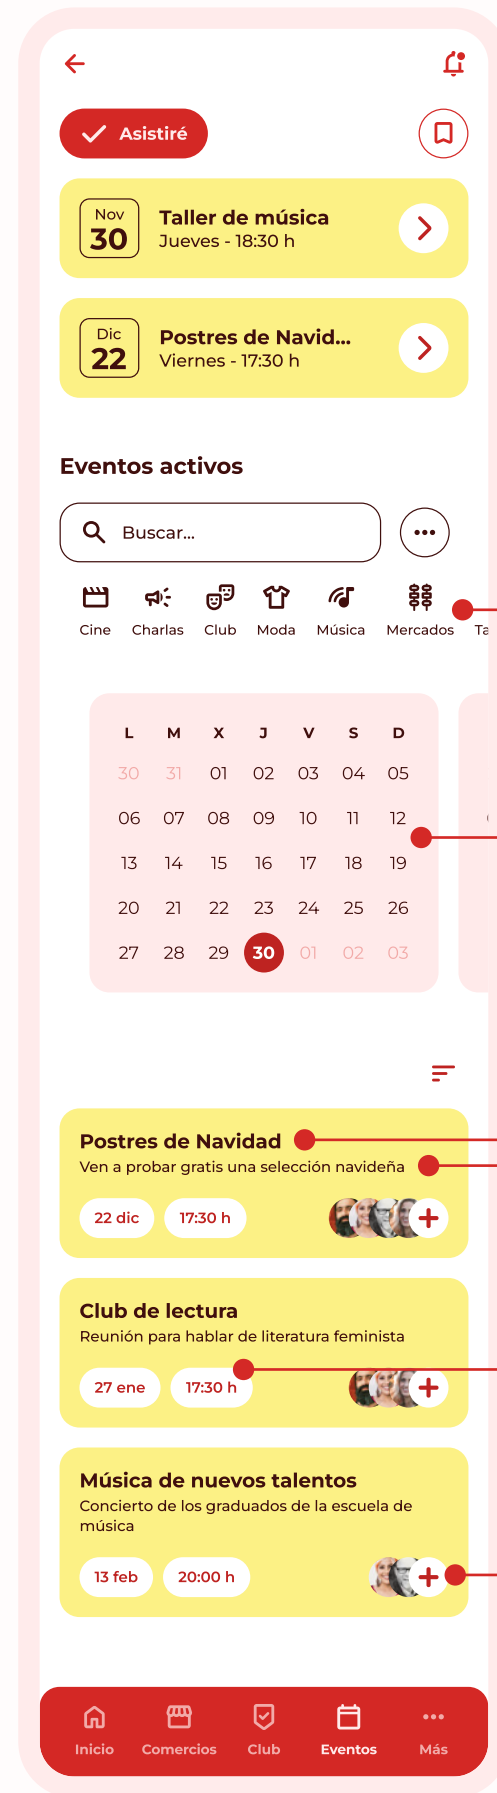 Asistiré
Nov
30
Taller de música
Jueves - 18:30 h
Dic
22
Postres de Navid...
Viernes - 17:30 h
Eventos activos
Buscar...
Cine Charlas Club Moda Música Mercados Ta
L M X J V S D
30 31 01 02 03 04 05
06 07 08 09 10 11 12
13 14 15 16 17 18 19
20 21 22 23 24 25 26
27 28 29 30 01 02 03
Postres de Navidad
Ven a probar gratis una selección navideña
22 dic 17:30 h
Club de lectura
Reunión para hablar de literatura feminista
27 ene 17:30 h
Música de nuevos talentos
Concierto de los graduados de la escuela de
música
13 feb 20:00 h
Inicio Comercios Club Eventos Más